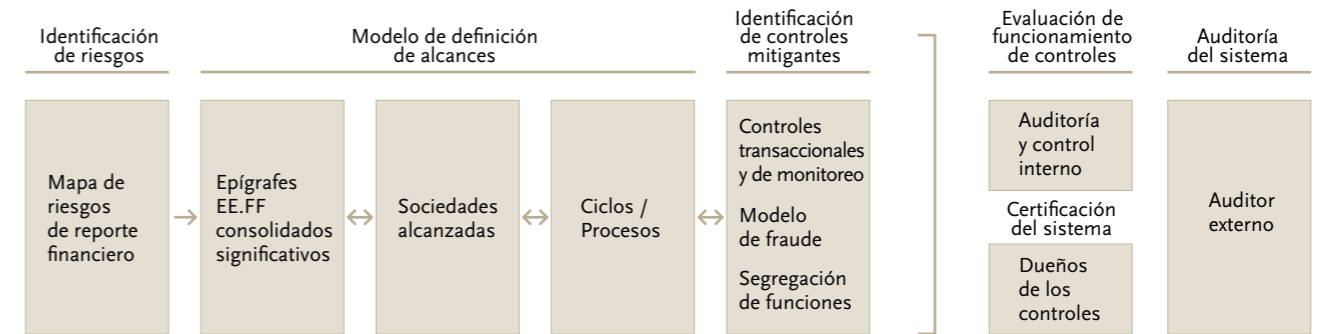 Identificación
de riesgos
Modelo de definición
de alcances
Identificación
de controles
mitigantes
Evaluación de
funcionamiento
de controles
Auditoría
del sistema
Mapa de
riesgos
de reporte
financiero
Epígrafes
EE.FF
consolidados
significativos
Sociedades
alcanzadas
Ciclos /
Procesos
Controles
transaccionales
y de monitoreo
Modelo
de fraude
Segregación
de funciones
Auditoría
y control
interno
Certificación
del sistema
Dueños
de los
controles
Auditor
externo